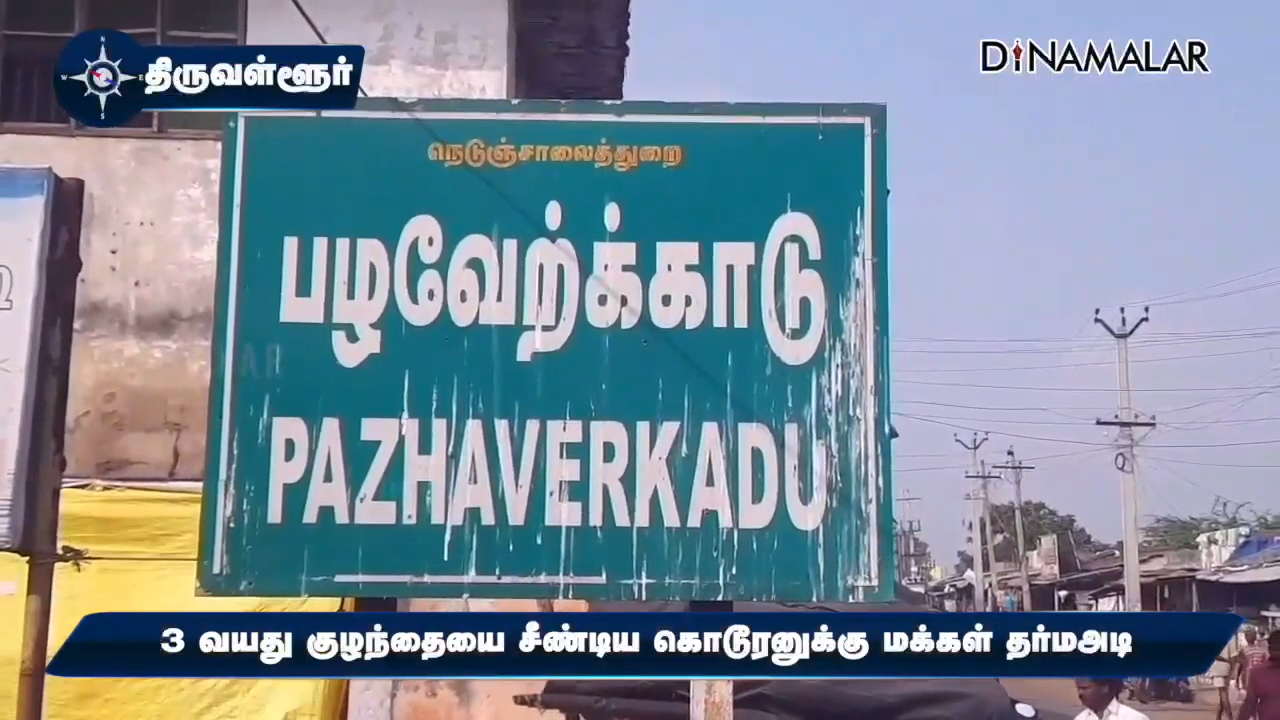 திருவள்ளூர்
DINAMALAR
நெடுஞ்சாலைத்துறை
பழவேற்க்காடு
PAZHAVERKADU
3 வயது குழந்தையை சீண்டிய கொடூரனுக்கு மக்கள் தர்மஅடி